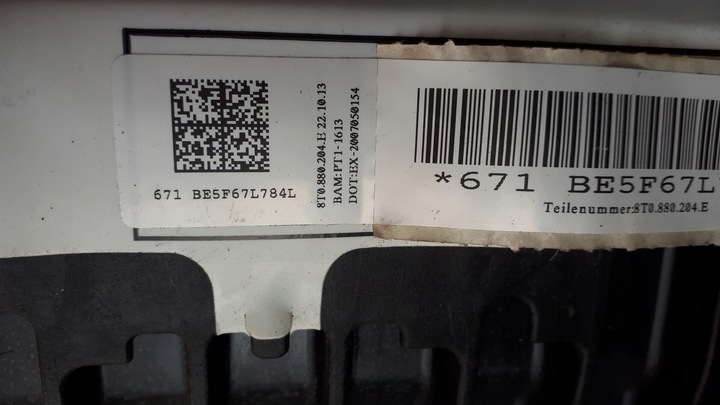 671 BE5F67L784L
8T0.880.204.E 22.10.13
BAM:PT1-1613
DOT:EX-2007050154
*671 BE5F67L
Teilenummer:8T0.880.204.E